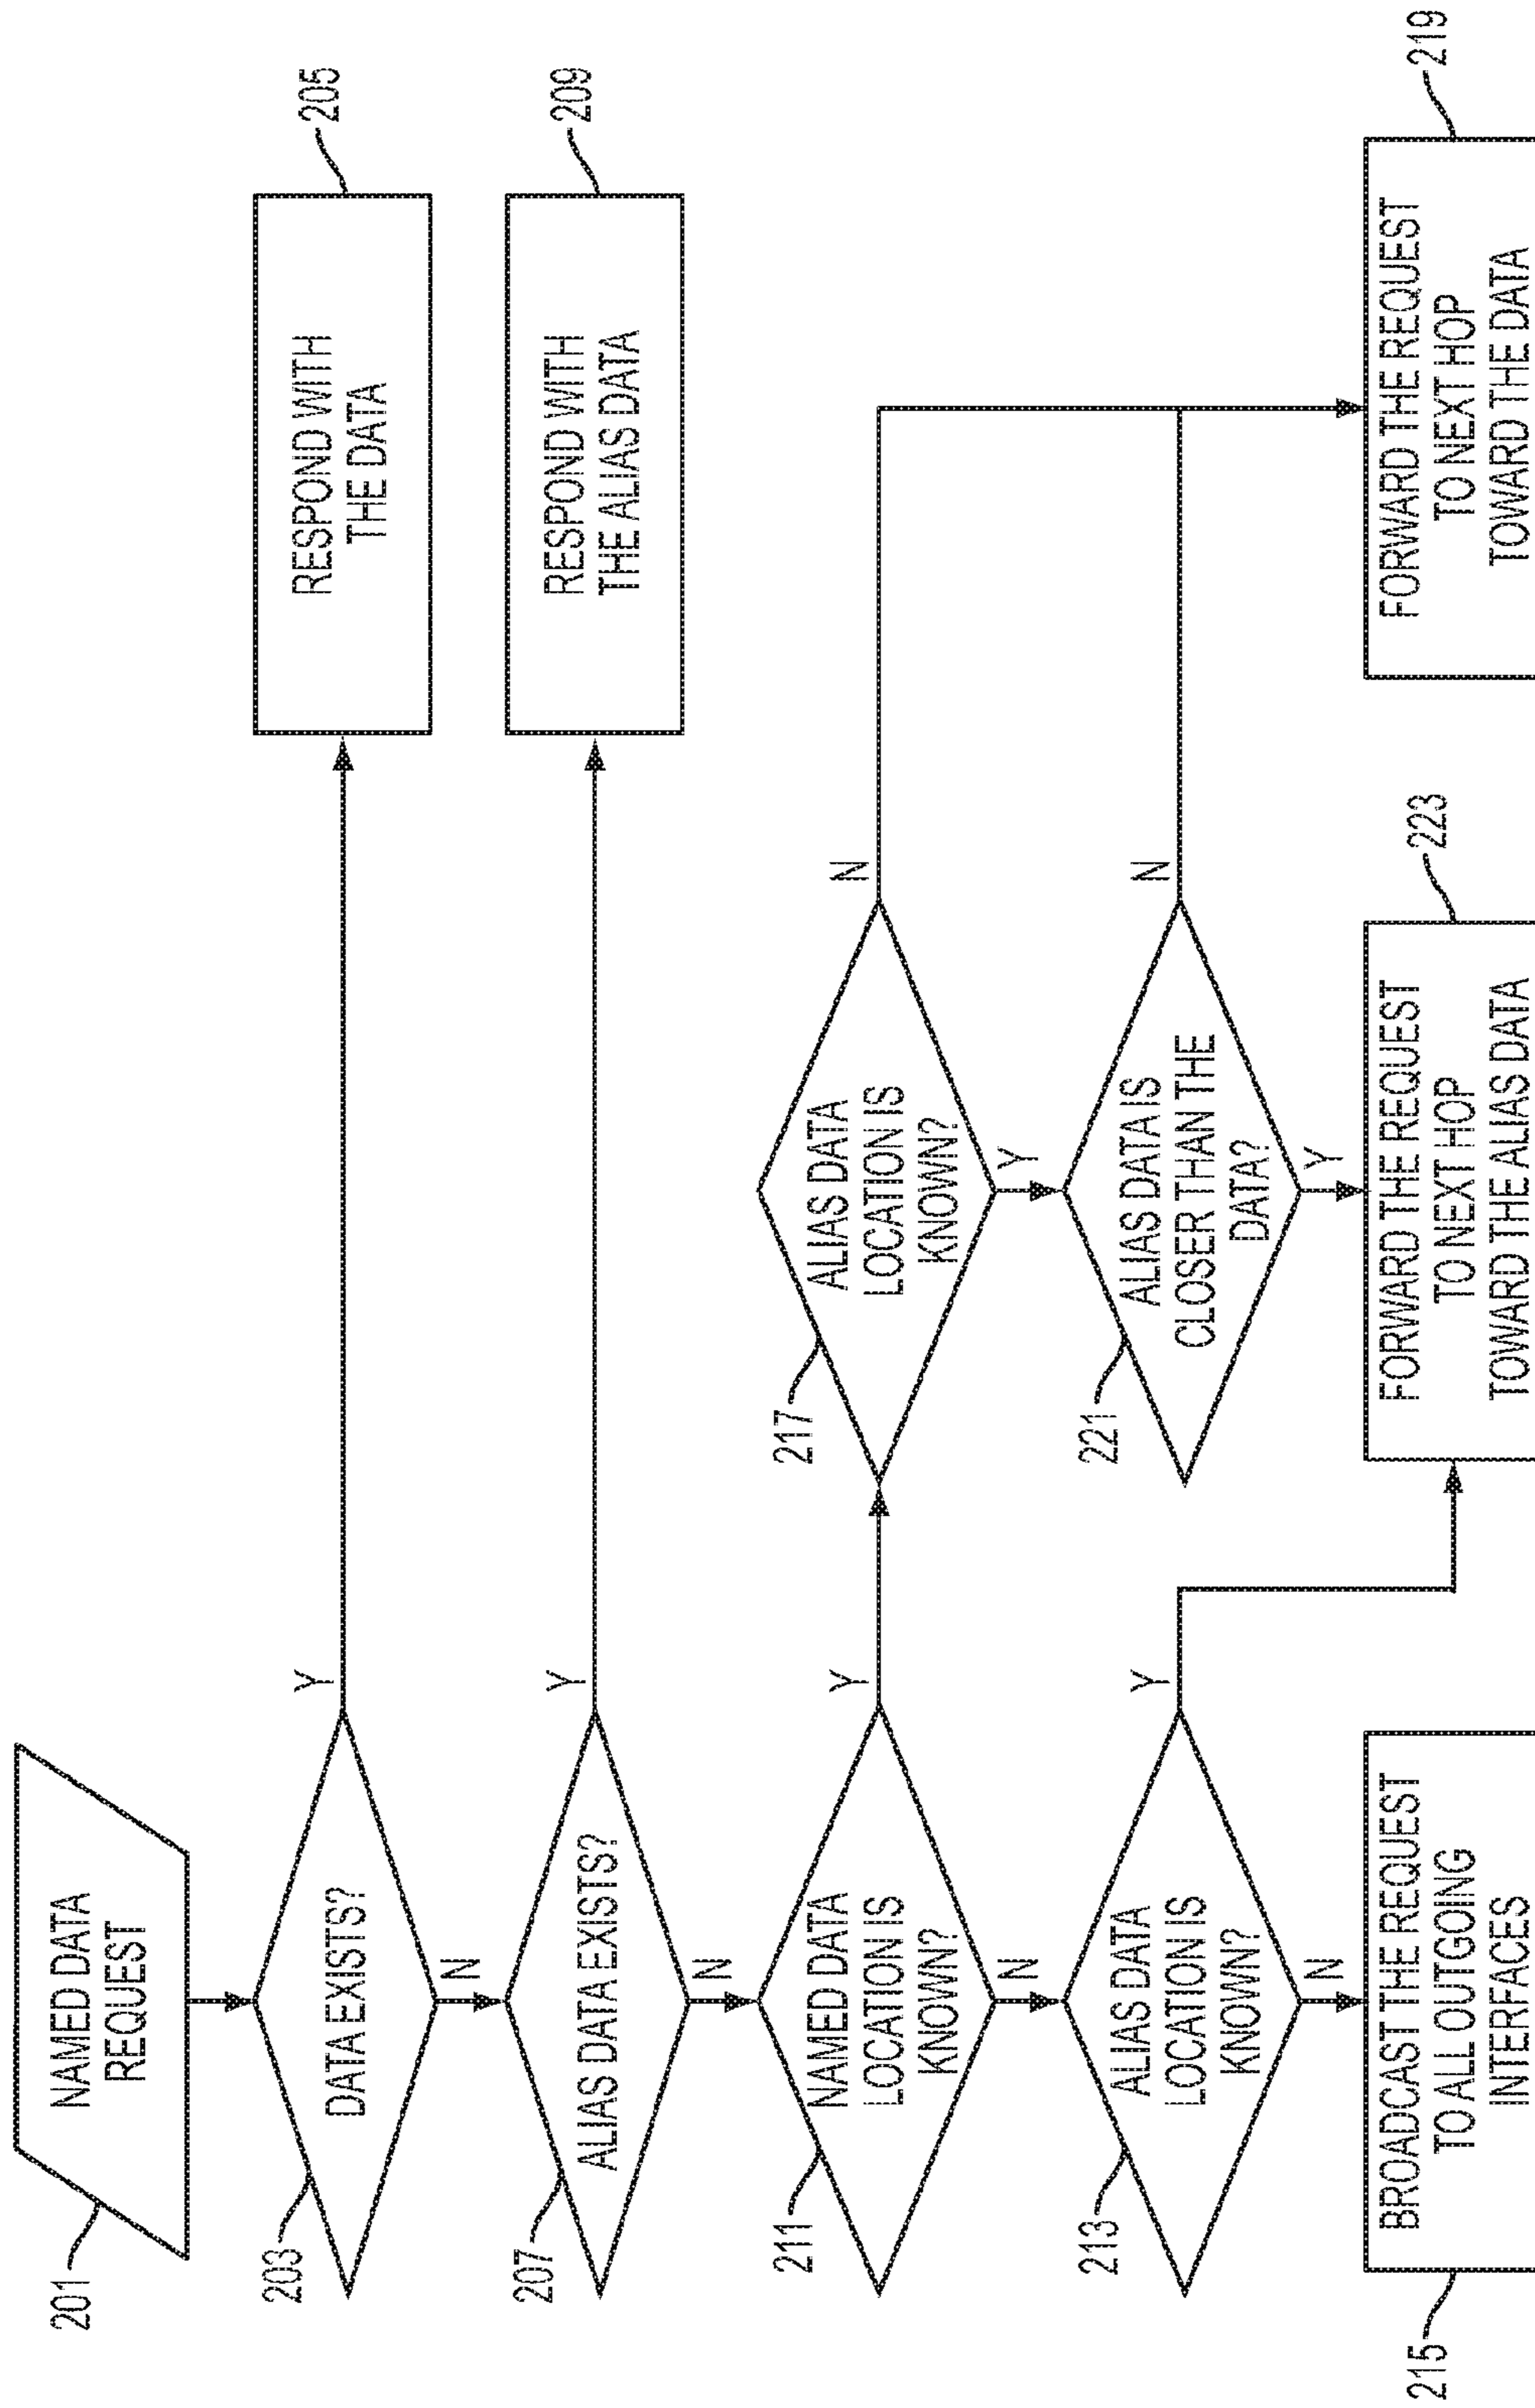 201
NAMED DATA
REQUEST
203
DATA EXISTS?
Y
RESPOND WITH
THE DATA
205
N
207
ALIAS DATA EXISTS?
Y
RESPOND WITH
THE ALIAS DATA
209
N
211
NAMED DATA
LOCATION IS
KNOWN?
Y
217
ALIAS DATA
LOCATION IS
KNOWN?
N
N
Y
213
ALIAS DATA
LOCATION IS
KNOWN?
Y
221
ALIAS DATA IS
CLOSER THAN THE
DATA?
N
N
Y
215
BROADCAST THE REQUEST
TO ALL OUTGOING
INTERFACES
FORWARD THE REQUEST
TO NEXT HOP
TOWARD THE ALIAS DATA
223
FORWARD THE REQUEST
TO NEXT HOP
TOWARD THE DATA
219